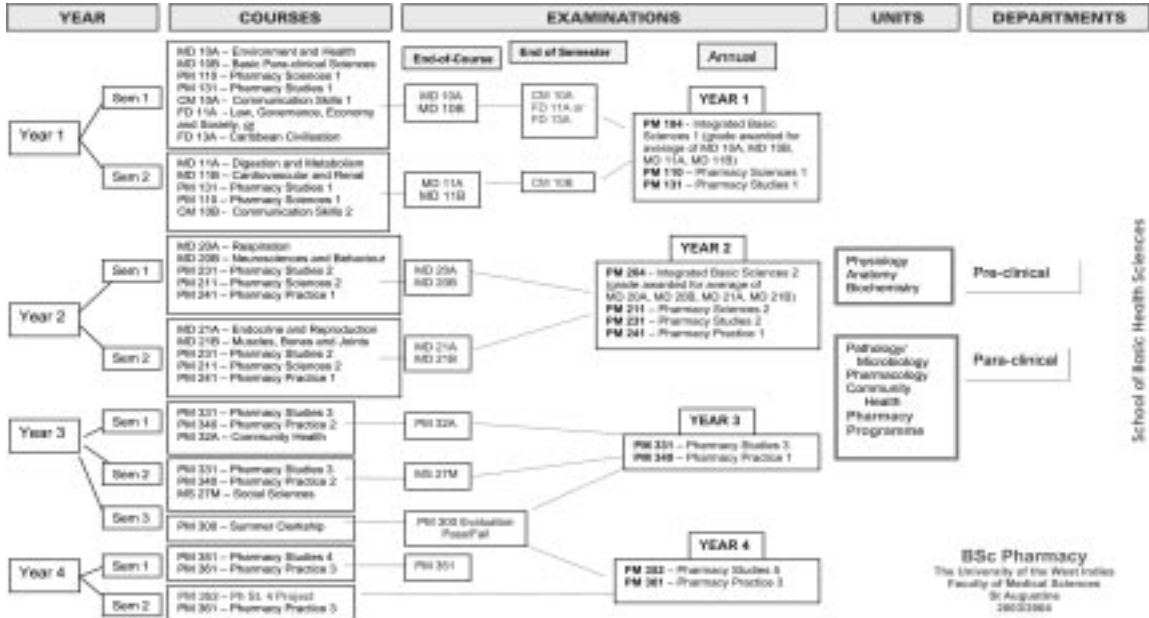 YEAR
COURSES
EXAMINATIONS
UNITS
DEPARTMENTS
Year 1
Sem 1
MD 10A – Environment and Health
MD 10B – Basic Para-clinical Sciences
PM 110 – Pharmacy Sciences 1
PM 131 – Pharmacy Studies 1
CM 10A – Communication Skills 1
FD 11A – Law, Governance, Economy
and Society, or
FD 13A – Caribbean Civilisation
Sem 2
MD 11A – Digestion and Metabolism
MD 11B – Cardiovascular and Renal
PM 131 – Pharmacy Studies 1
PM 110 – Pharmacy Sciences 1
CM 10B - Communication Skills 2
End-of-Course
End of Semester
Annual
MD 10A
MD 10B
CM 10A
FD 11A or
FD 13A
MD 11A
MD 11B
CM 10B
YEAR 1
PM 104 - Integrated Basic
Sciences 1 (grade awarded for
average of MD 10A, MD 10B,
MD 11A, MD 11B)
PM 110 – Pharmacy Sciences 1
PM 131 – Pharmacy Studies 1
Year 2
Sem 1
MD 20A – Respiration
MD 20B – Neurosciences and Behaviour
PM 231 – Pharmacy Studies 2
PM 211 – Pharmacy Sciences 2
PM 241 – Pharmacy Practice 1
Sem 2
MD 21A – Endocrine and Reproduction
MD 21B – Muscles, Bones and Joints
PM 231 – Pharmacy Studies 2
PM 211 – Pharmacy Sciences 2
PM 241 – Pharmacy Practice 1
MD 20A
MD 20B
MD 21A
MD 21B
YEAR 2
PM 204 - Integrated Basic Sciences 2
(grade awarded for average of
MD 20A, MD 20B, MD 21A, MD 21B)
PM 211 – Pharmacy Sciences 2
PM 231 – Pharmacy Studies 2
PM 241 – Pharmacy Practice 1
Physiology
Anatomy
Biochemistry
Pre-clinical
Pathology/
Microbiology
Pharmacology
Community
Health
Pharmacy
Programme
Para-clinical
School of Basic Health Sciences
Year 3
Sem 1
PM 331 – Pharmacy Studies 3
PM 340 – Pharmacy Practice 2
PM 32A – Community Health
Sem 2
PM 331 – Pharmacy Studies 3
PM 340 – Pharmacy Practice 2
MS 27M – Social Sciences
Sem 3
PM 300 – Summer Clerkship
PM 32A
MS 27M
PM 300 Evaluation
Pass/Fail
YEAR 3
PM 331 – Pharmacy Studies 3
PM 340 – Pharmacy Practice 1
Year 4
Sem 1
Pharmacy Studies 4
PM 361 – Pharmacy Practice 3
Sem 2
Ph St. 4 Project
PM 361 – Pharmacy Practice 3
PM 361
YEAR 4
Pharmacy Studies
PM 361 – Pharmacy Practice 3
BSc Pharmacy
The University of the West Indies
Faculty of Medical Sciences
St Augustine
2003/2004